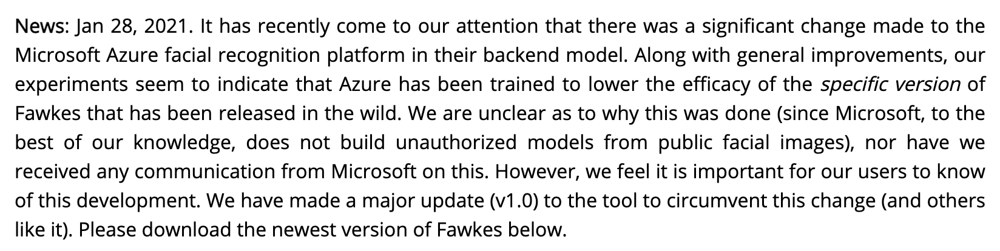 News: Jan 28, 2021. It has recently come to our attention that there was a significant change made to the
Microsoft Azure facial recognition platform in their backend model. Along with general improvements, our
experiments seem to indicate that Azure has been trained to lower the efficacy of the specific version of
Fawkes that has been released in the wild. We are unclear as to why this was done (since Microsoft, to the
best of our knowledge, does not build unauthorized models from public facial images), nor have we
received any communication from Microsoft on this. However, we feel it is important for our users to know
of this development. We have made a major update (v1.0) to the tool to circumvent this change (and others
like it). Please download the newest version of Fawkes below.